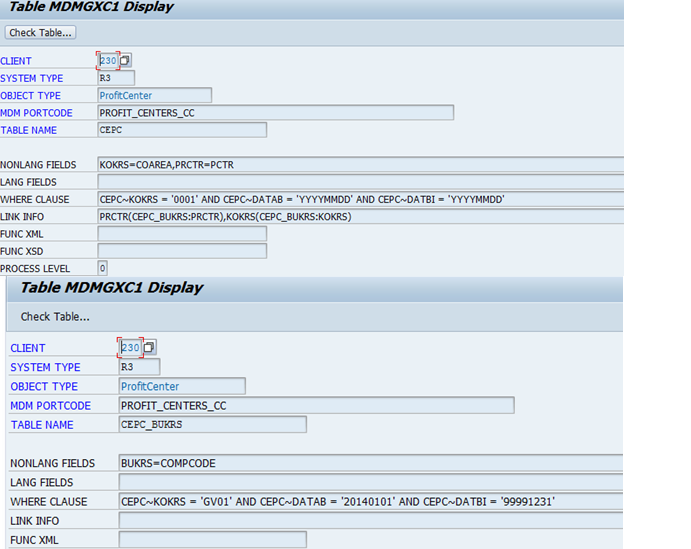 Table MDMGXC1 Display
Check Table...
CLIENT 230
SYSTEM TYPE R3
OBJECT TYPE ProfitCenter
MDM PORTCODE PROFIT_CENTERS_CC
TABLE NAME CEPC
NONLANG FIELDS KOKRS=COAREA,PRCTR=PCTR
LANG FIELDS
WHERE CLAUSE CEPC~KOKRS = '0001' AND CEPC~DATAB = 'YYYYMMDD' AND CEPC~DATBI = 'YYYYMMDD'
LINK INFO PRCTR(CEPC_BUKRS:PRCTR),KOKRS(CEPC_BUKRS:KOKRS)
FUNC XML
FUNC XSD
PROCESS LEVEL 0
Table MDMGXC1 Display
Check Table...
CLIENT 230
SYSTEM TYPE R3
OBJECT TYPE ProfitCenter
MDM PORTCODE PROFIT_CENTERS_CC
TABLE NAME CEPC_BUKRS
NONLANG FIELDS BUKRS=COMPCODE
LANG FIELDS
WHERE CLAUSE CEPC~KOKRS = 'GV01' AND CEPC~DATAB = '20140101' AND CEPC~DATBI = '99991231'
LINK INFO
FUNC XML